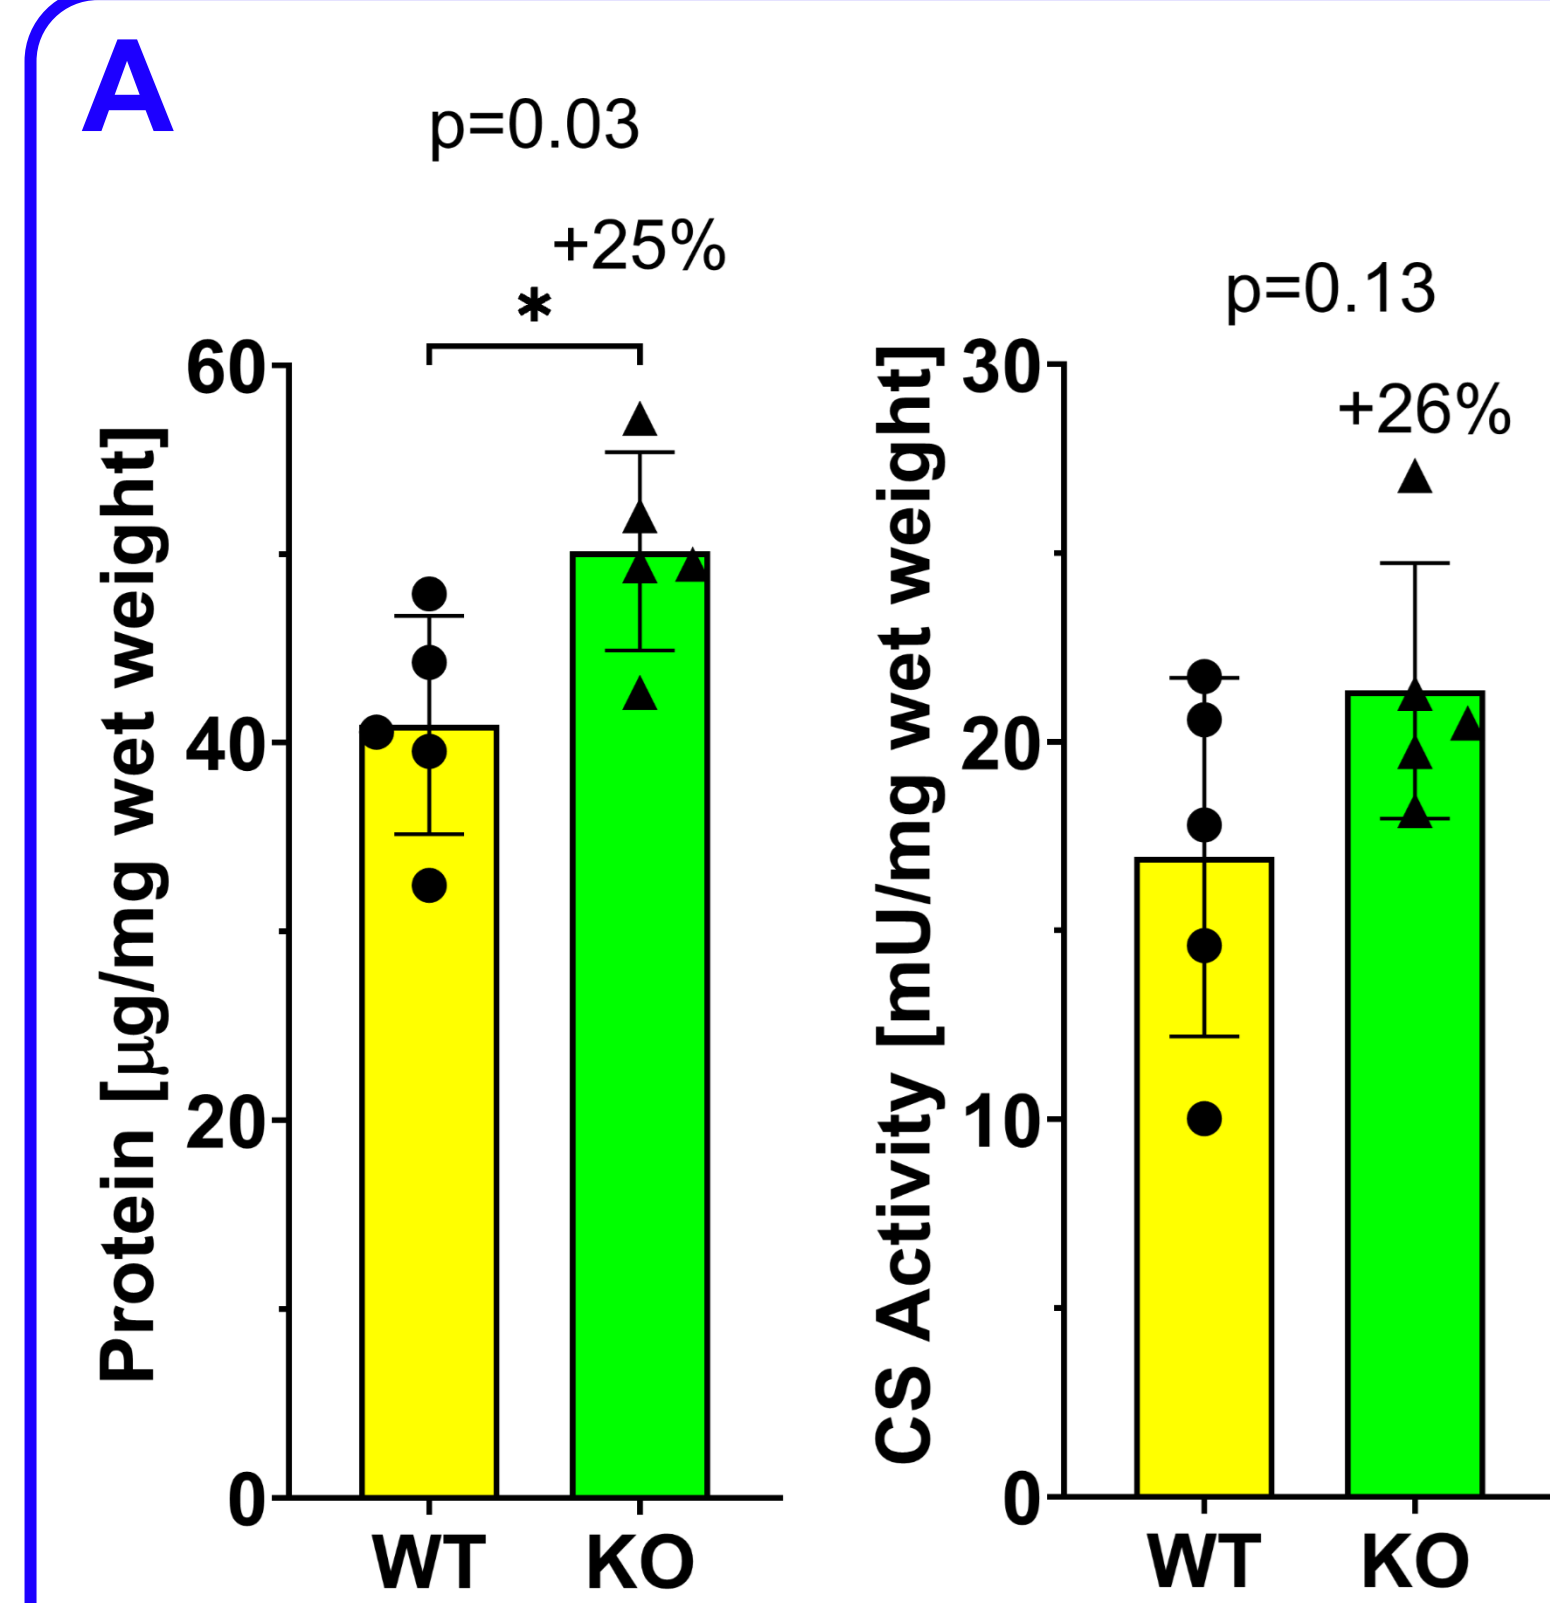 A
p=0.03
+25%
*
60
40
20
0
Protein [μg/mg wet weight]
WT
KO
p=0.13
+26%
30
20
10
0
CS Activity [mU/mg wet weight]
WT
KO